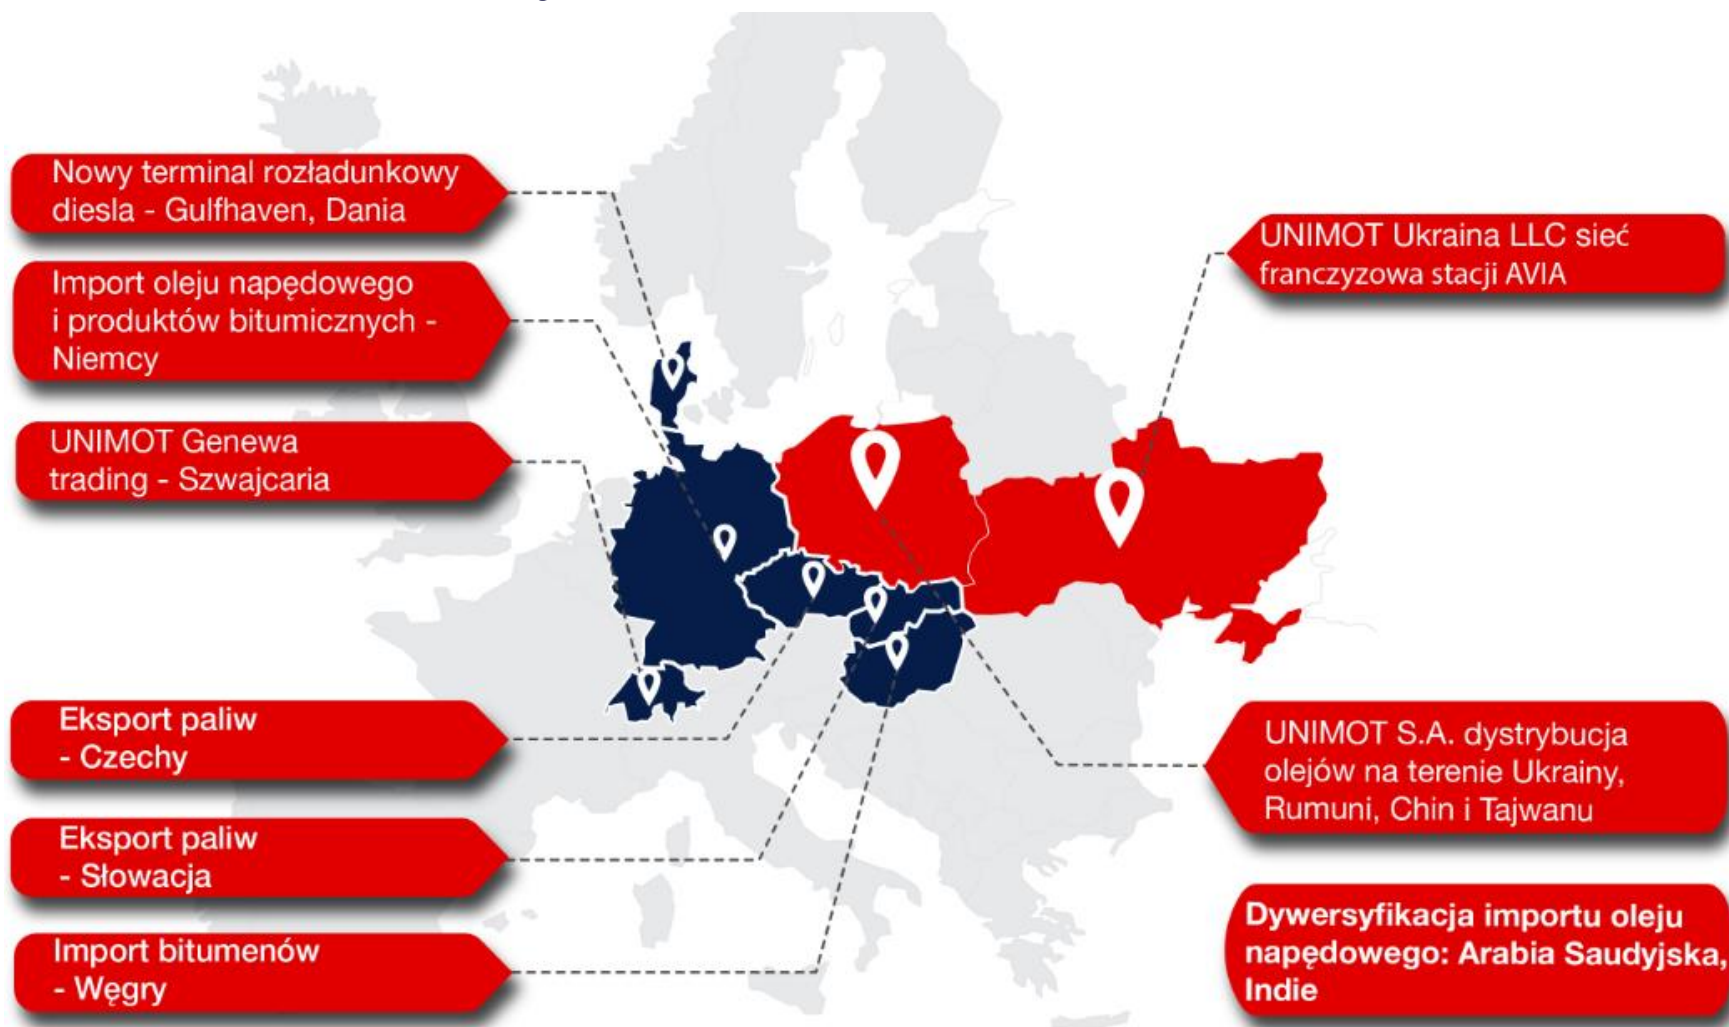 Nowy terminal rozładunkowy
diesla - Gulfhaven, Dania
Import oleju napędowego
i produktów bitumicznych -
Niemcy
UNIMOT Genewa
trading - Szwajcaria
Eksport paliw
- Czechy
Eksport paliw
- Słowacja
Import bitumenów
- Węgry
UNIMOT Ukraina LLC sieć
franczyzowa stacji AVIA
UNIMOT S.A. dystrybucja
olejów na terenie Ukrainy,
Rumuni, Chin i Tajwanu
Dywersyfikacja importu oleju
napędowego: Arabia Saudyjska,
Indie